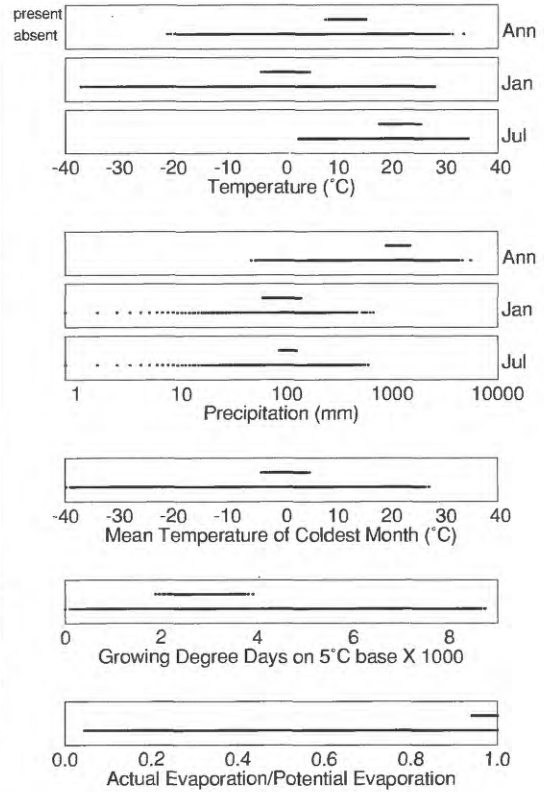 present
absent
Ann
Jan
Jul
-40 -30 -20 -10 0 10 20 30 40
Temperature (˚C)
Ann
Jan
Jul
1 10 100 1000 10000
Precipitation (mm)
-40 -30 -20 -10 0 10 20 30 40
Mean Temperature of Coldest Month (˚C)
0 2 4 6 8
Growing Degree Days on 5˚C base X 1000
0.0 0.2 0.4 0.6 0.8 1.0
Actual Evaporation/Potential Evaporation